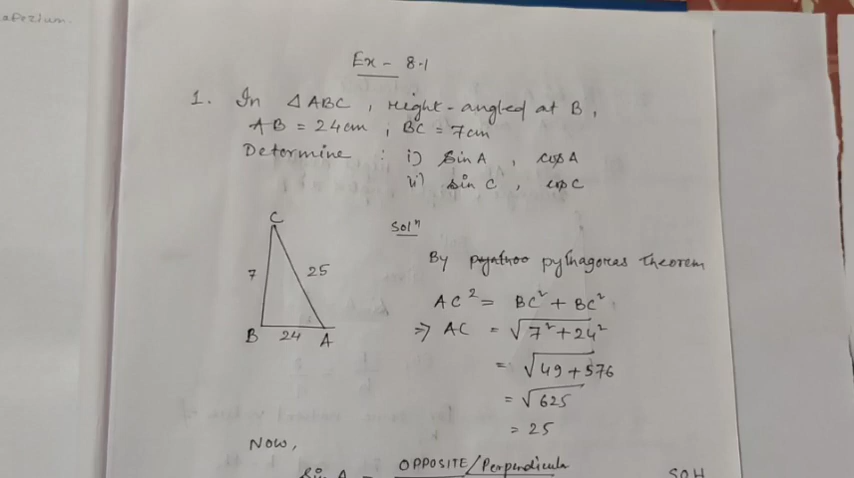 apezium.
Ex - 8.1
1. In △ABC, Right-angled at B,
AB = 24cm, BC = 7cm
Determine : i) Sin A, cos A
ii) sin C, cos C
Solⁿ
C
7
25
B
24
A
By pythagoras Theorem
AC² = BC² + BC²
⇒ AC = √7²+24²
= √49+576
= √625
= 25
Now,
Sin A = OPPOSITE/Perpendicula
SOH